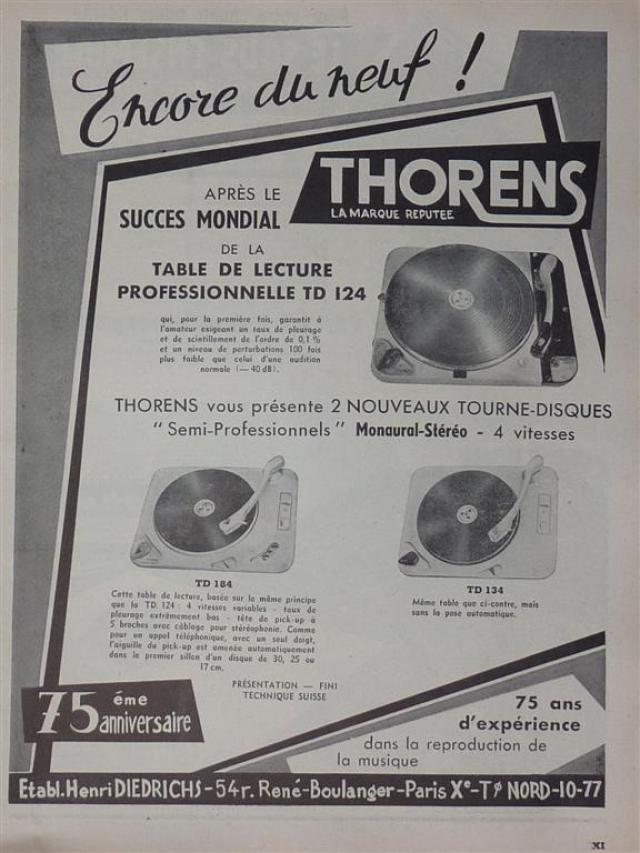 Encore du neuf !
THORENS
LA MARQUE REPUTEE
APRÈS LE
SUCCES MONDIAL
DE LA
TABLE DE LECTURE
PROFESSIONNELLE TD 124
qui, pour la première fois, garantit à
l'amateur exigeant un taux de pleurage
et de scintillement de l'ordre de 0,1 %
et un niveau de perturbations 100 fois
plus faible que celui d'une audition
normale (— 40 dB).
THORENS vous présente 2 NOUVEAUX TOURNE-DISQUES
" Semi-Professionnels " Monaural-Stéréo - 4 vitesses
TD 184
Cette table de lecture, basée sur le même principe
que la TD. 124 : 4 vitesses variables - taux de
pleurage extrêmement bas - tête de pick-up à
5 broches avec câblage pour stéréophonie. Comme
pour un appel téléphonique, avec un seul doigt,
l'aiguille du pick-up est amenée automatiquement
dans le premier sillon d'un disque de 30, 25 ou
17 cm.
TD 134
Même table que ci-contre, mais
sans la pose automatique.
PRÉSENTATION — FINI
TECHNIQUE SUISSE
75 éme
anniversaire
75 ans
d'expérience
dans la reproduction de
la musique
Etabl. Henri DIEDRICHS - 54 r. René-Boulanger - Paris Xe - Tø NORD-10-77
XI